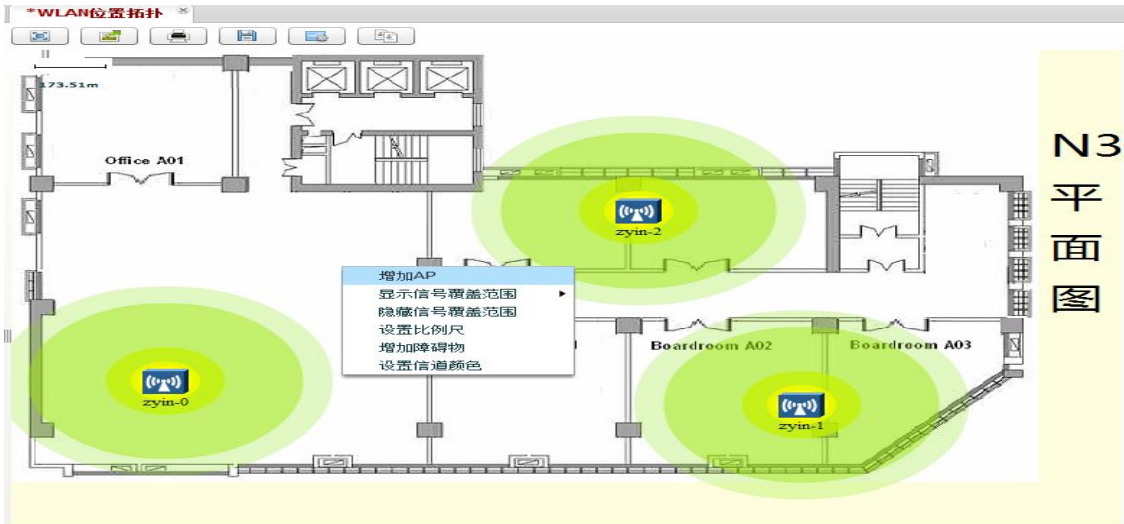 *WLAN位置拓扑
173.51m
Office A01
N3
平
面
图
zyin-2
增加AP
显示信号覆盖范围
隐藏信号覆盖范围
设置比例尺
增加障碍物
设置信道颜色
Boardroom A02
Boardroom A03
zyin-0
zyin-1